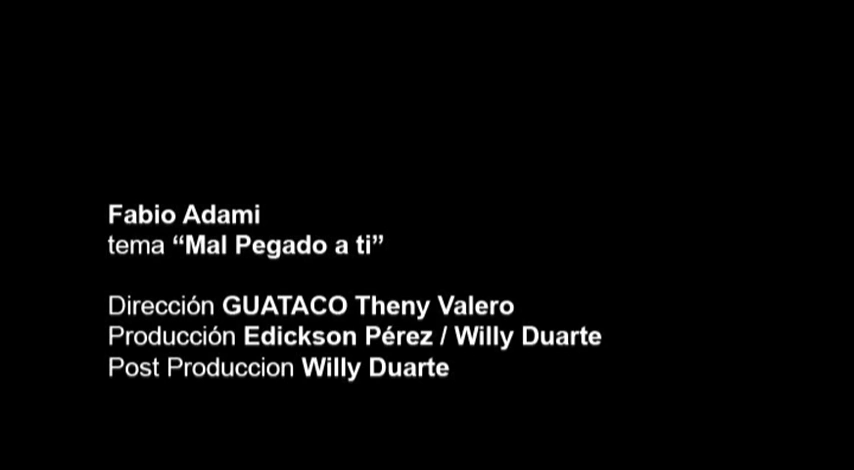 Fabio Adami
tema “Mal Pegado a ti”
Dirección GUATACO Theny Valero
Producción Edickson Pérez / Willy Duarte
Post Produccion Willy Duarte